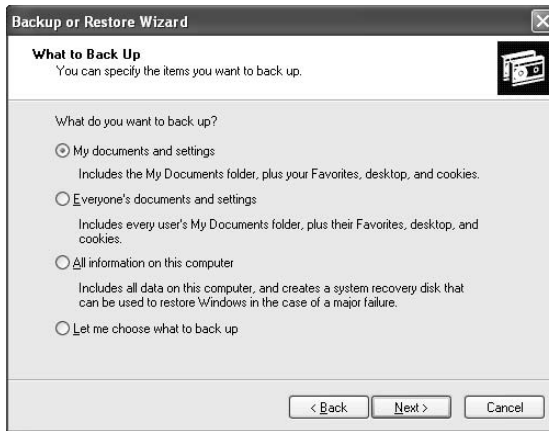 Backup or Restore Wizard
What to Back Up
You can specify the items you want to back up.
What do you want to back up?
My documents and settings
Includes the My Documents folder, plus your Favorites, desktop, and cookies.
Everyone's documents and settings
Includes every user's My Documents folder, plus their Favorites, desktop, and
cookies.
All information on this computer
Includes all data on this computer, and creates a system recovery disk that
can be used to restore Windows in the case of a major failure.
Let me choose what to back up
< Back Next > Cancel